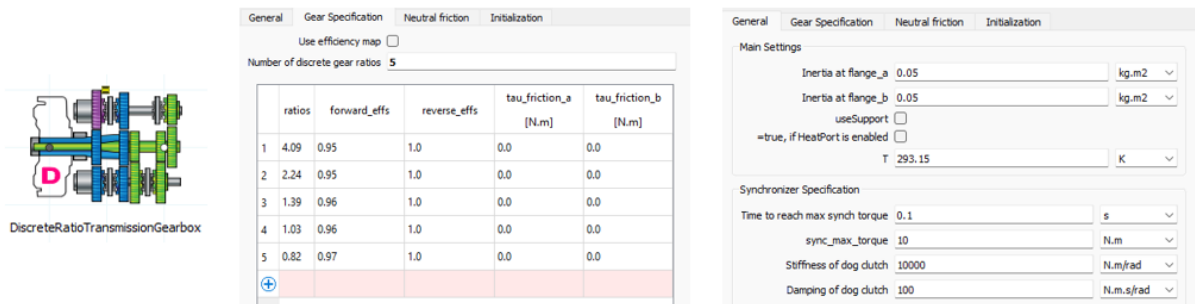 D
DiscreteRatioTransmissionGearbox
General Gear Specification Neutral friction Initialization
Use efficiency map
Number of discrete gear ratios 5
ratios forward_effs reverse_effs tau_friction_a [N.m] tau_friction_b [N.m]
1 4.09 0.95 1.0 0.0 0.0
2 2.24 0.95 1.0 0.0 0.0
3 1.39 0.96 1.0 0.0 0.0
4 1.03 0.96 1.0 0.0 0.0
5 0.82 0.97 1.0 0.0 0.0
General Gear Specification Neutral friction Initialization
Main Settings
Inertia at flange_a 0.05 kg.m2
Inertia at flange_b 0.05 kg.m2
useSupport
=true, if HeatPort is enabled
T 293.15 K
Synchronizer Specification
Time to reach max synch torque 0.1 s
sync_max_torque 10 N.m
Stiffness of dog clutch 10000 N.m/rad
Damping of dog clutch 100 N.m.s/rad